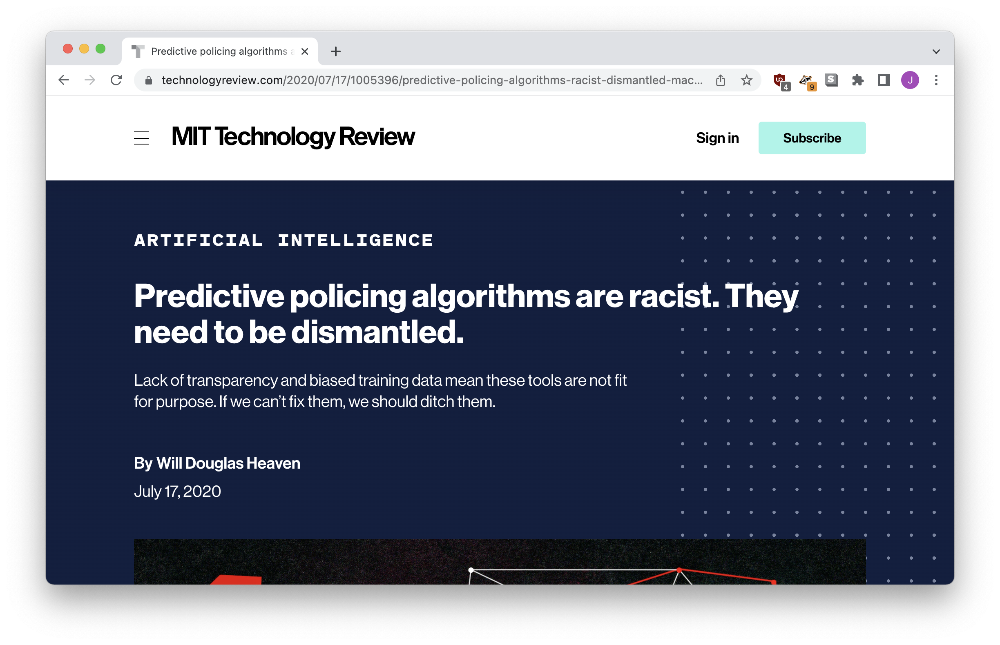 Predictive policing algorithms
technologyreview.com/2020/07/17/1005396/predictive-policing-algorithms-racist-dismantled-mac...
4
9
S
J
MIT Technology Review
Sign in
Subscribe
ARTIFICIAL INTELLIGENCE
Predictive policing algorithms are racist. They
need to be dismantled.
Lack of transparency and biased training data mean these tools are not fit
for purpose. If we can’t fix them, we should ditch them.
By Will Douglas Heaven
July 17, 2020